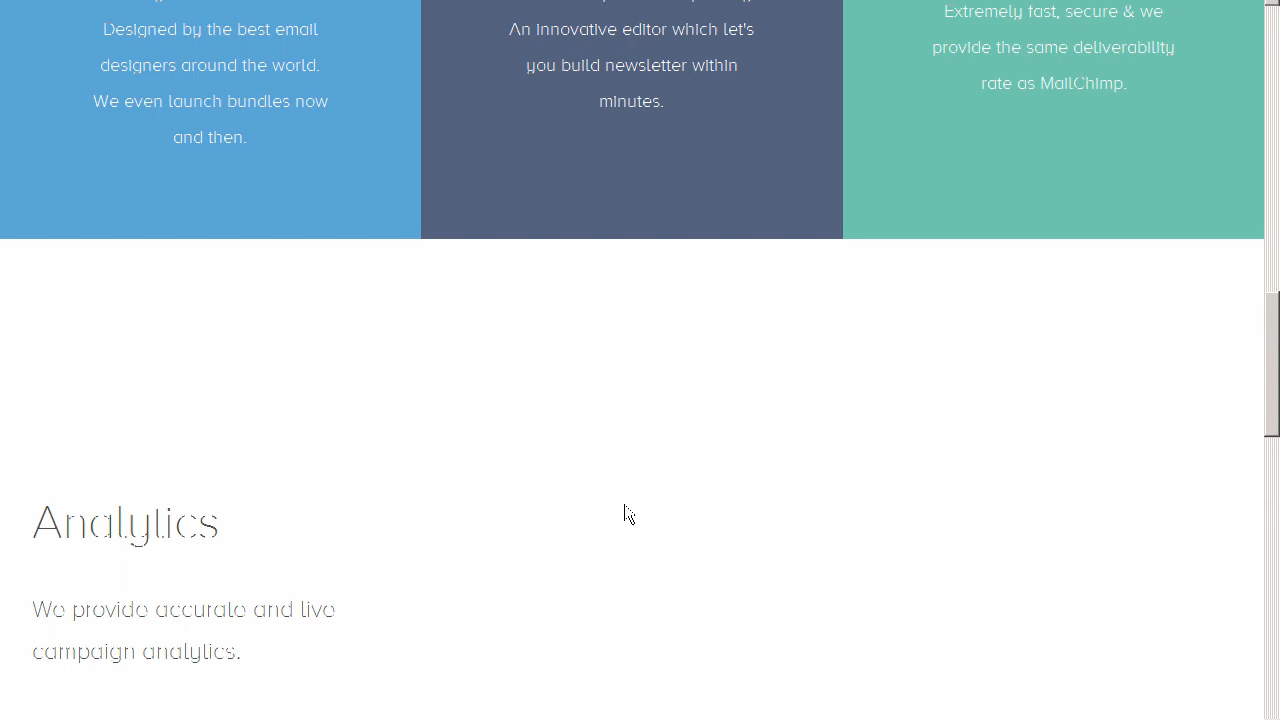 Designed by the best email
designers around the world.
We even launch bundles now
and then.
An innovative editor which let's
you build newsletter within
minutes.
Extremely fast, secure & we
provide the same deliverability
rate as MailChimp.
Analytics
We provide accurate and live
campaign analytics.